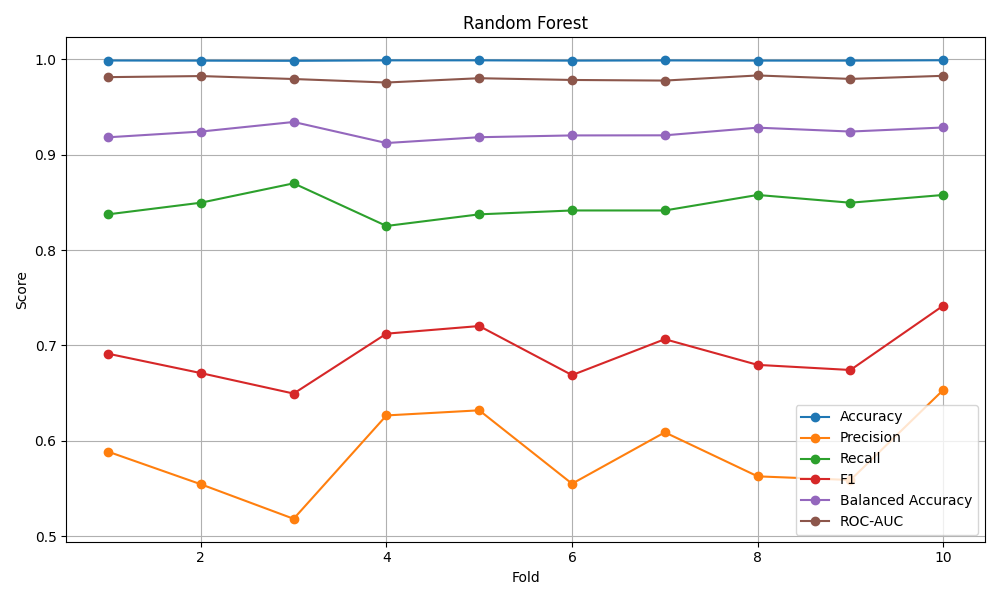 Random Forest
1.0
0.9
0.8
0.7
0.6
0.5
Score
2
4
6
8
10
Fold
Accuracy
Precision
Recall
F1
Balanced Accuracy
ROC-AUC